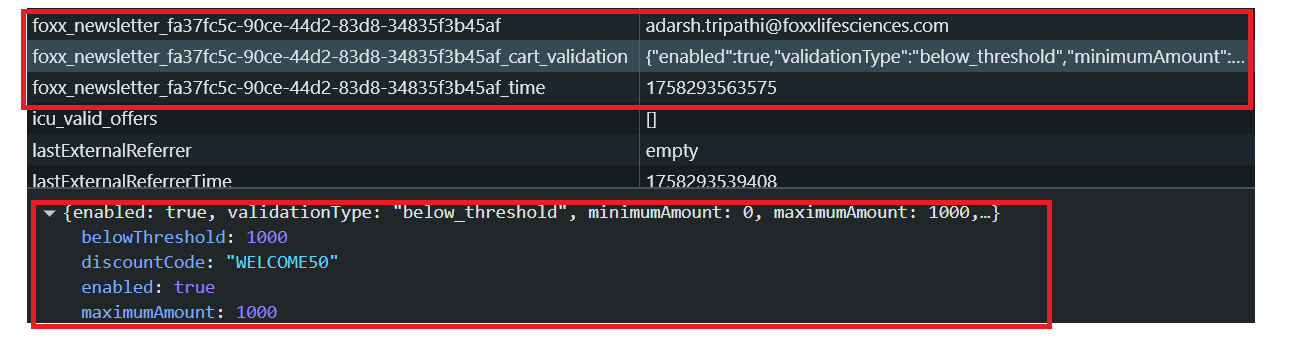 foxx_newsletter_fa37fc5c-90ce-44d2-83d8-34835f3b45af adarsh.tripathi@foxxlifesciences.com
foxx_newsletter_fa37fc5c-90ce-44d2-83d8-34835f3b45af_cart_validation {"enabled":true,"validationType":"below_threshold","minimumAmount":...
foxx_newsletter_fa37fc5c-90ce-44d2-83d8-34835f3b45af_time 1758293563575
icu_valid_offers []
lastExternalReferrer empty
lastExternalReferrerTime 1758293539408
▼ {enabled: true, validationType: "below_threshold", minimumAmount: 0, maximumAmount: 1000,…}
belowThreshold: 1000
discountCode: "WELCOME50"
enabled: true
maximumAmount: 1000